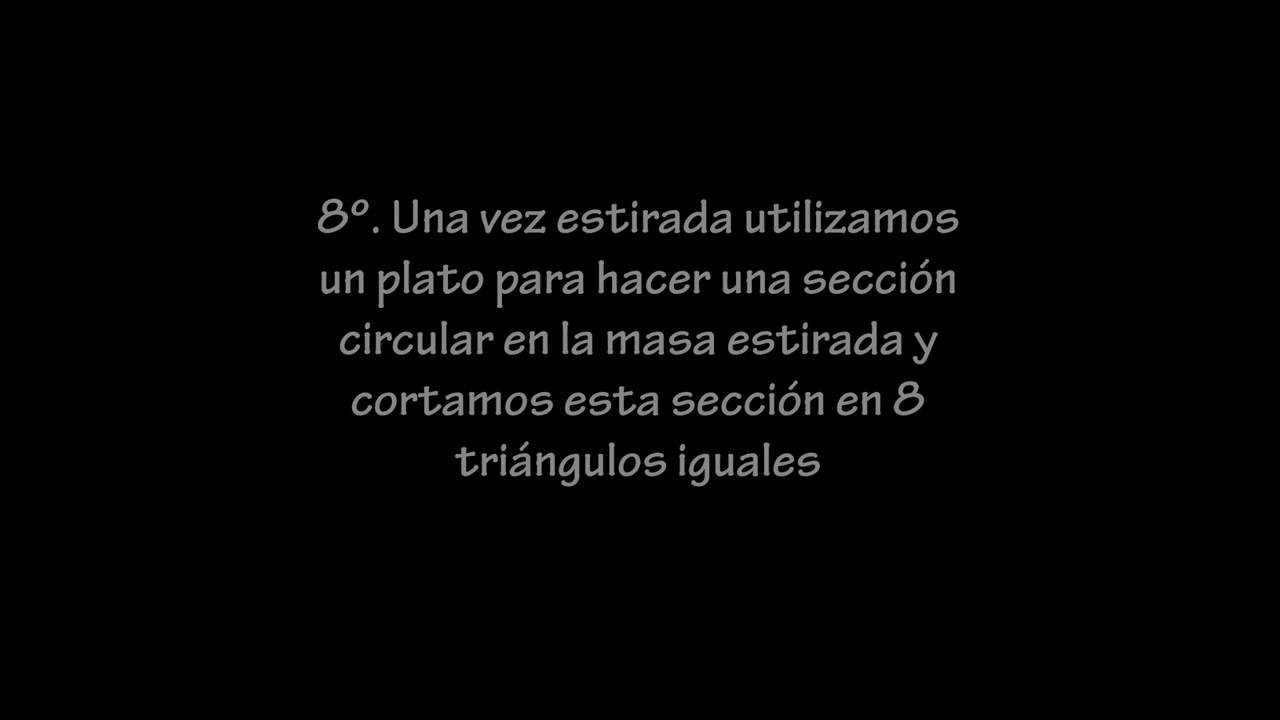 8º. Una vez estirada utilizamos
un plato para hacer una sección
circular en la masa estirada y
cortamos esta sección en 8
triángulos iguales